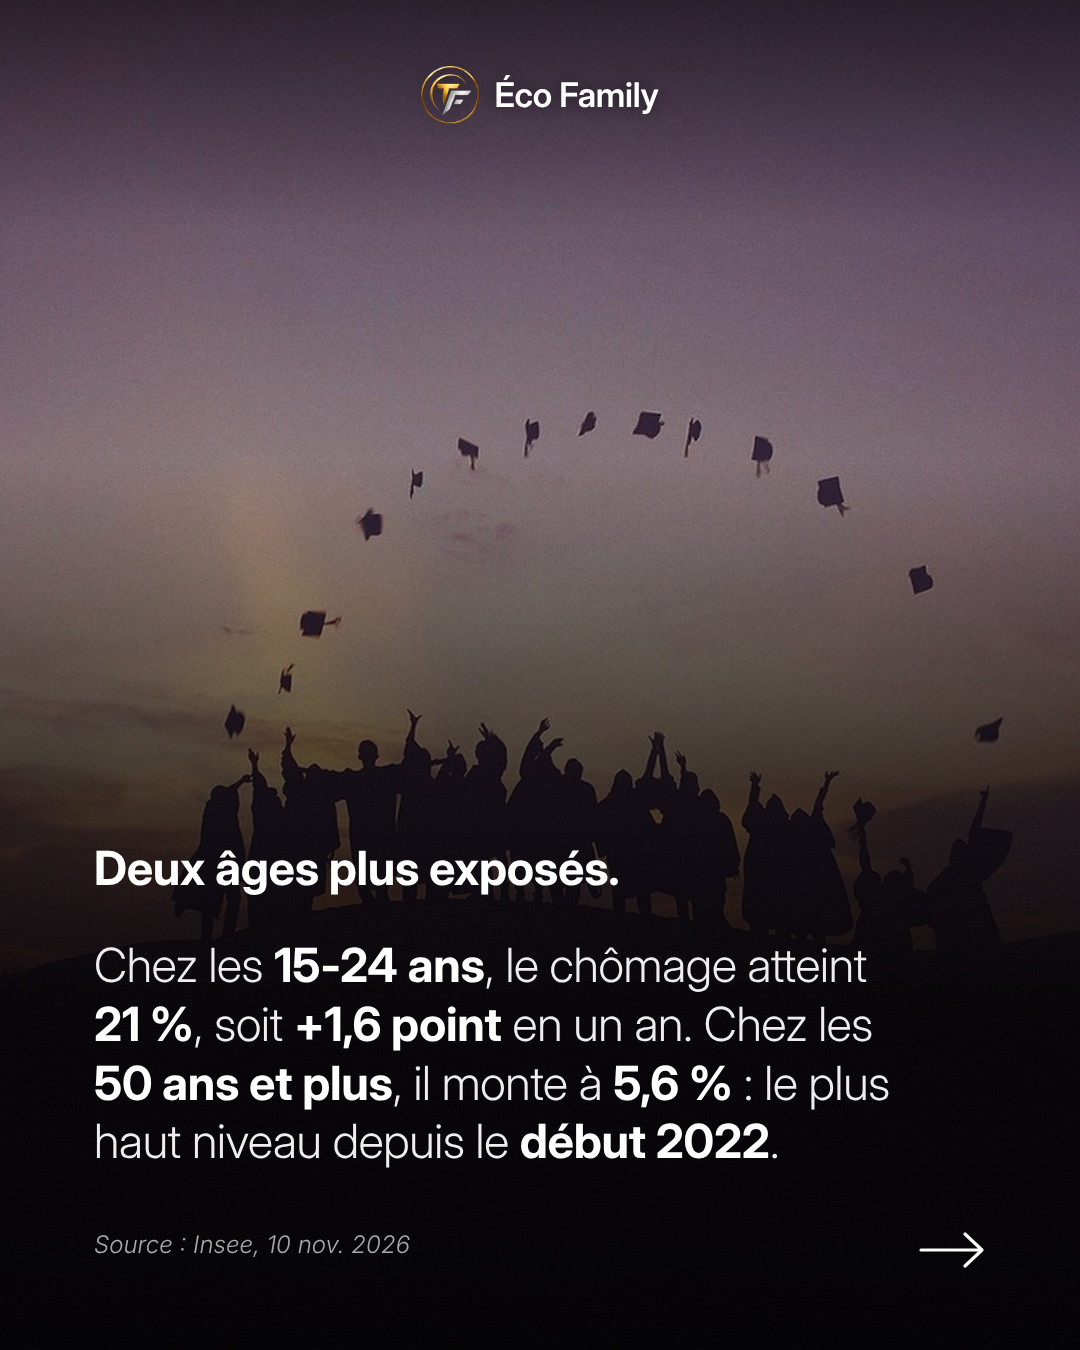 TF Éco Family
Deux âges plus exposés.
Chez les 15-24 ans, le chômage atteint
21 %, soit +1,6 point en un an. Chez les
50 ans et plus, il monte à 5,6 % : le plus
haut niveau depuis le début 2022.
Source : Insee, 10 nov. 2026